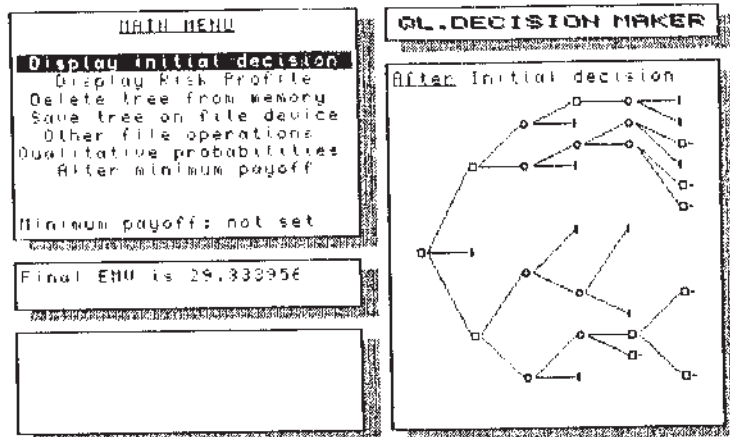 MAIN MENU
Display initial decision
Display Risk Profile
Delete tree from memory
Save tree on file device
Other file operations
Qualitative probabilities
Alter minimum payoff
Minimum payoff: not set
Final EMV is 29.833956
QL.DECISION MAKER
After Initial decision